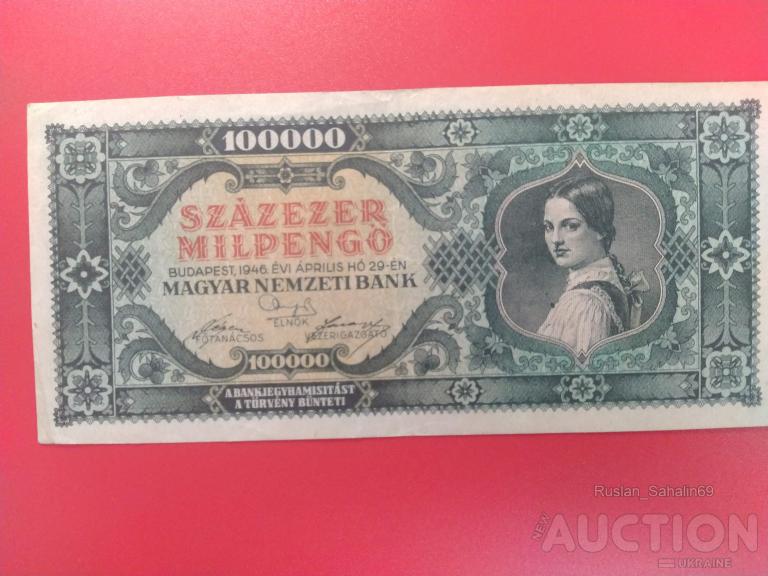 100000
SZÁZEZER
MILPENGŐ
BUDAPEST, 1946. ÉVI ÁPRILIS HÓ 29-ÉN
MAGYAR NEMZETI BANK
ELNÖK
FŐTANÁCSOS
VEZÉRIGAZGATÓ
100000
A BANKJEGYHAMISITÁST
A TÖRVÉNY BÜNTETI
Ruslan_Sahalin69
NEW AUCTION
UKRAINE